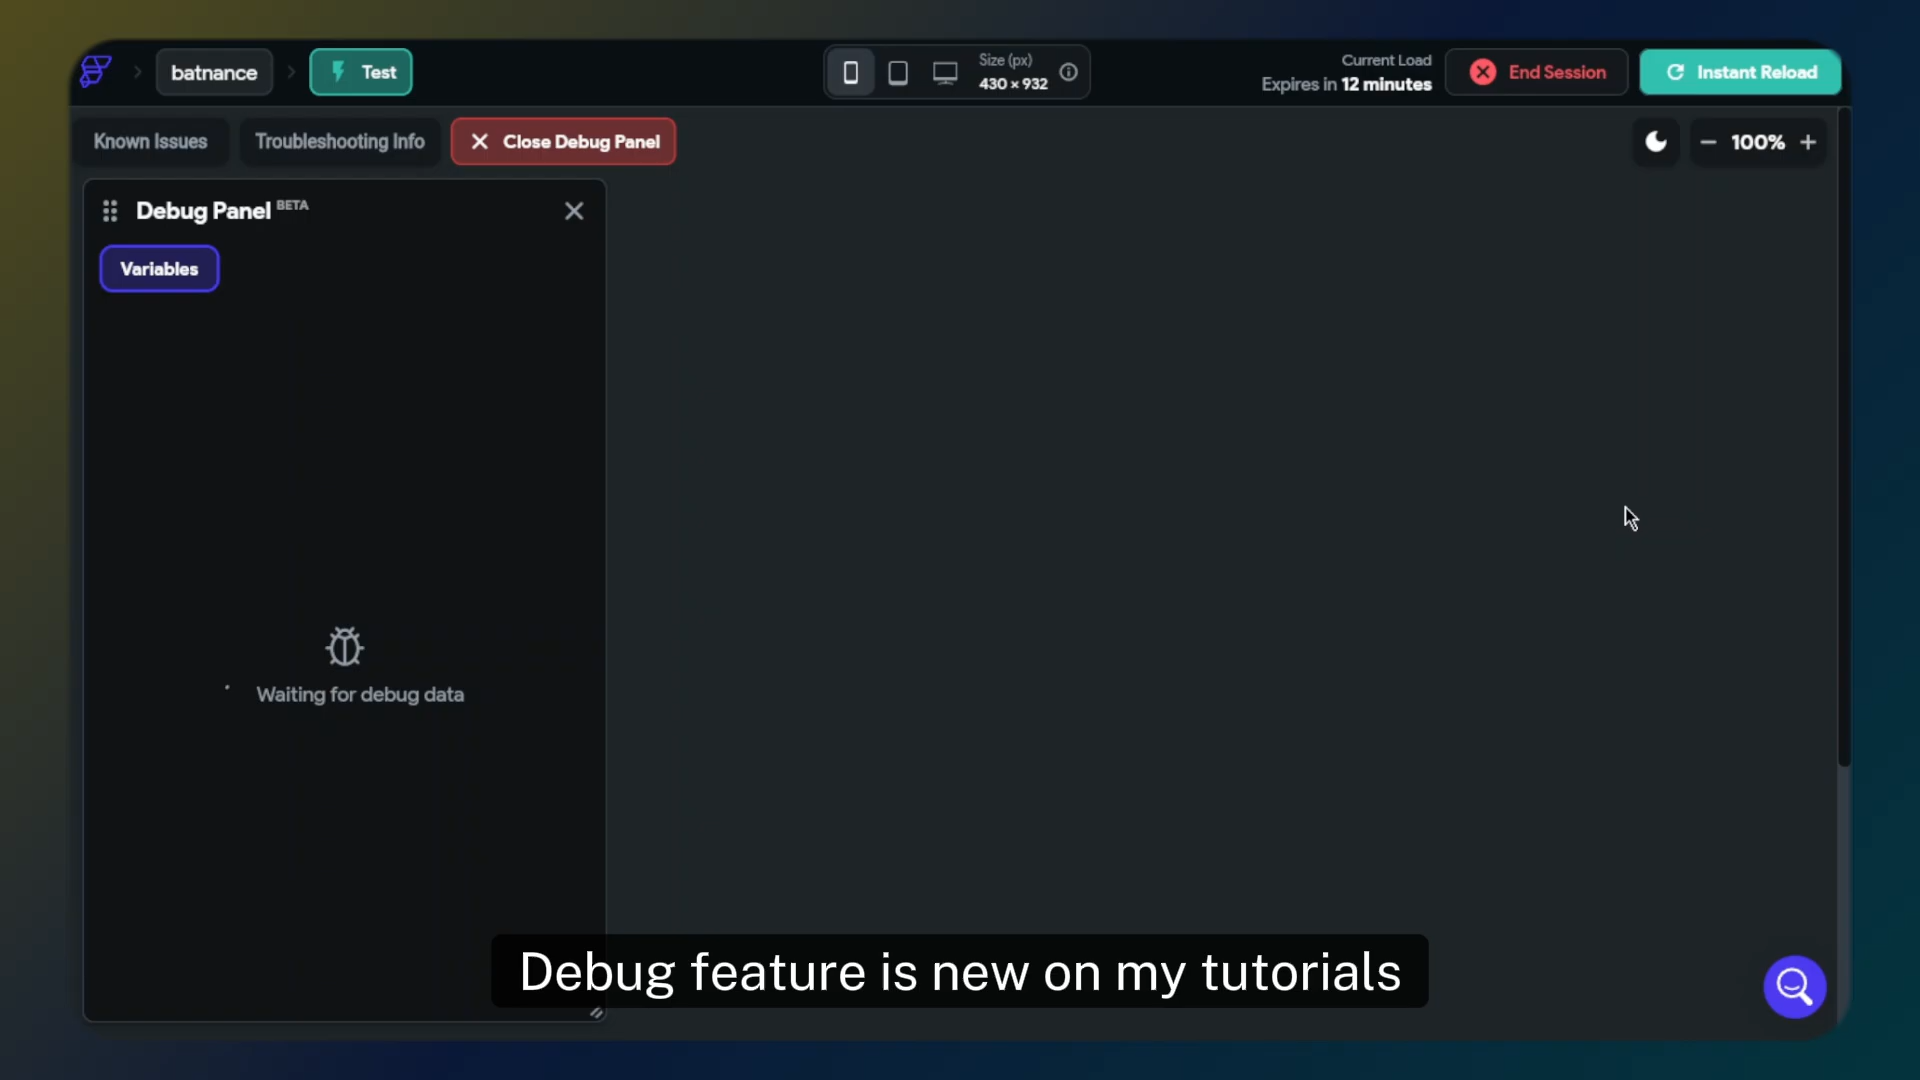 batnance
Test
Size (px)
430 × 932
Current Load
Expires in 12 minutes
End Session
Instant Reload
Known Issues
Troubleshooting Info
Close Debug Panel
100%
Debug Panel BETA
Variables
Waiting for debug data
Debug feature is new on my tutorials